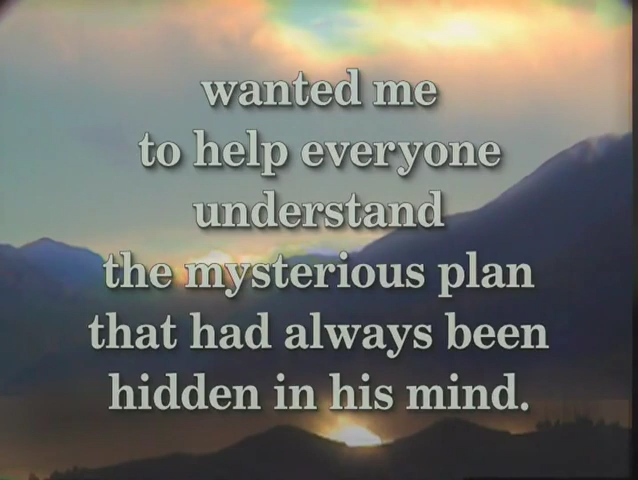 wanted me
to help everyone
understand
the mysterious plan
that had always been
hidden in his mind.